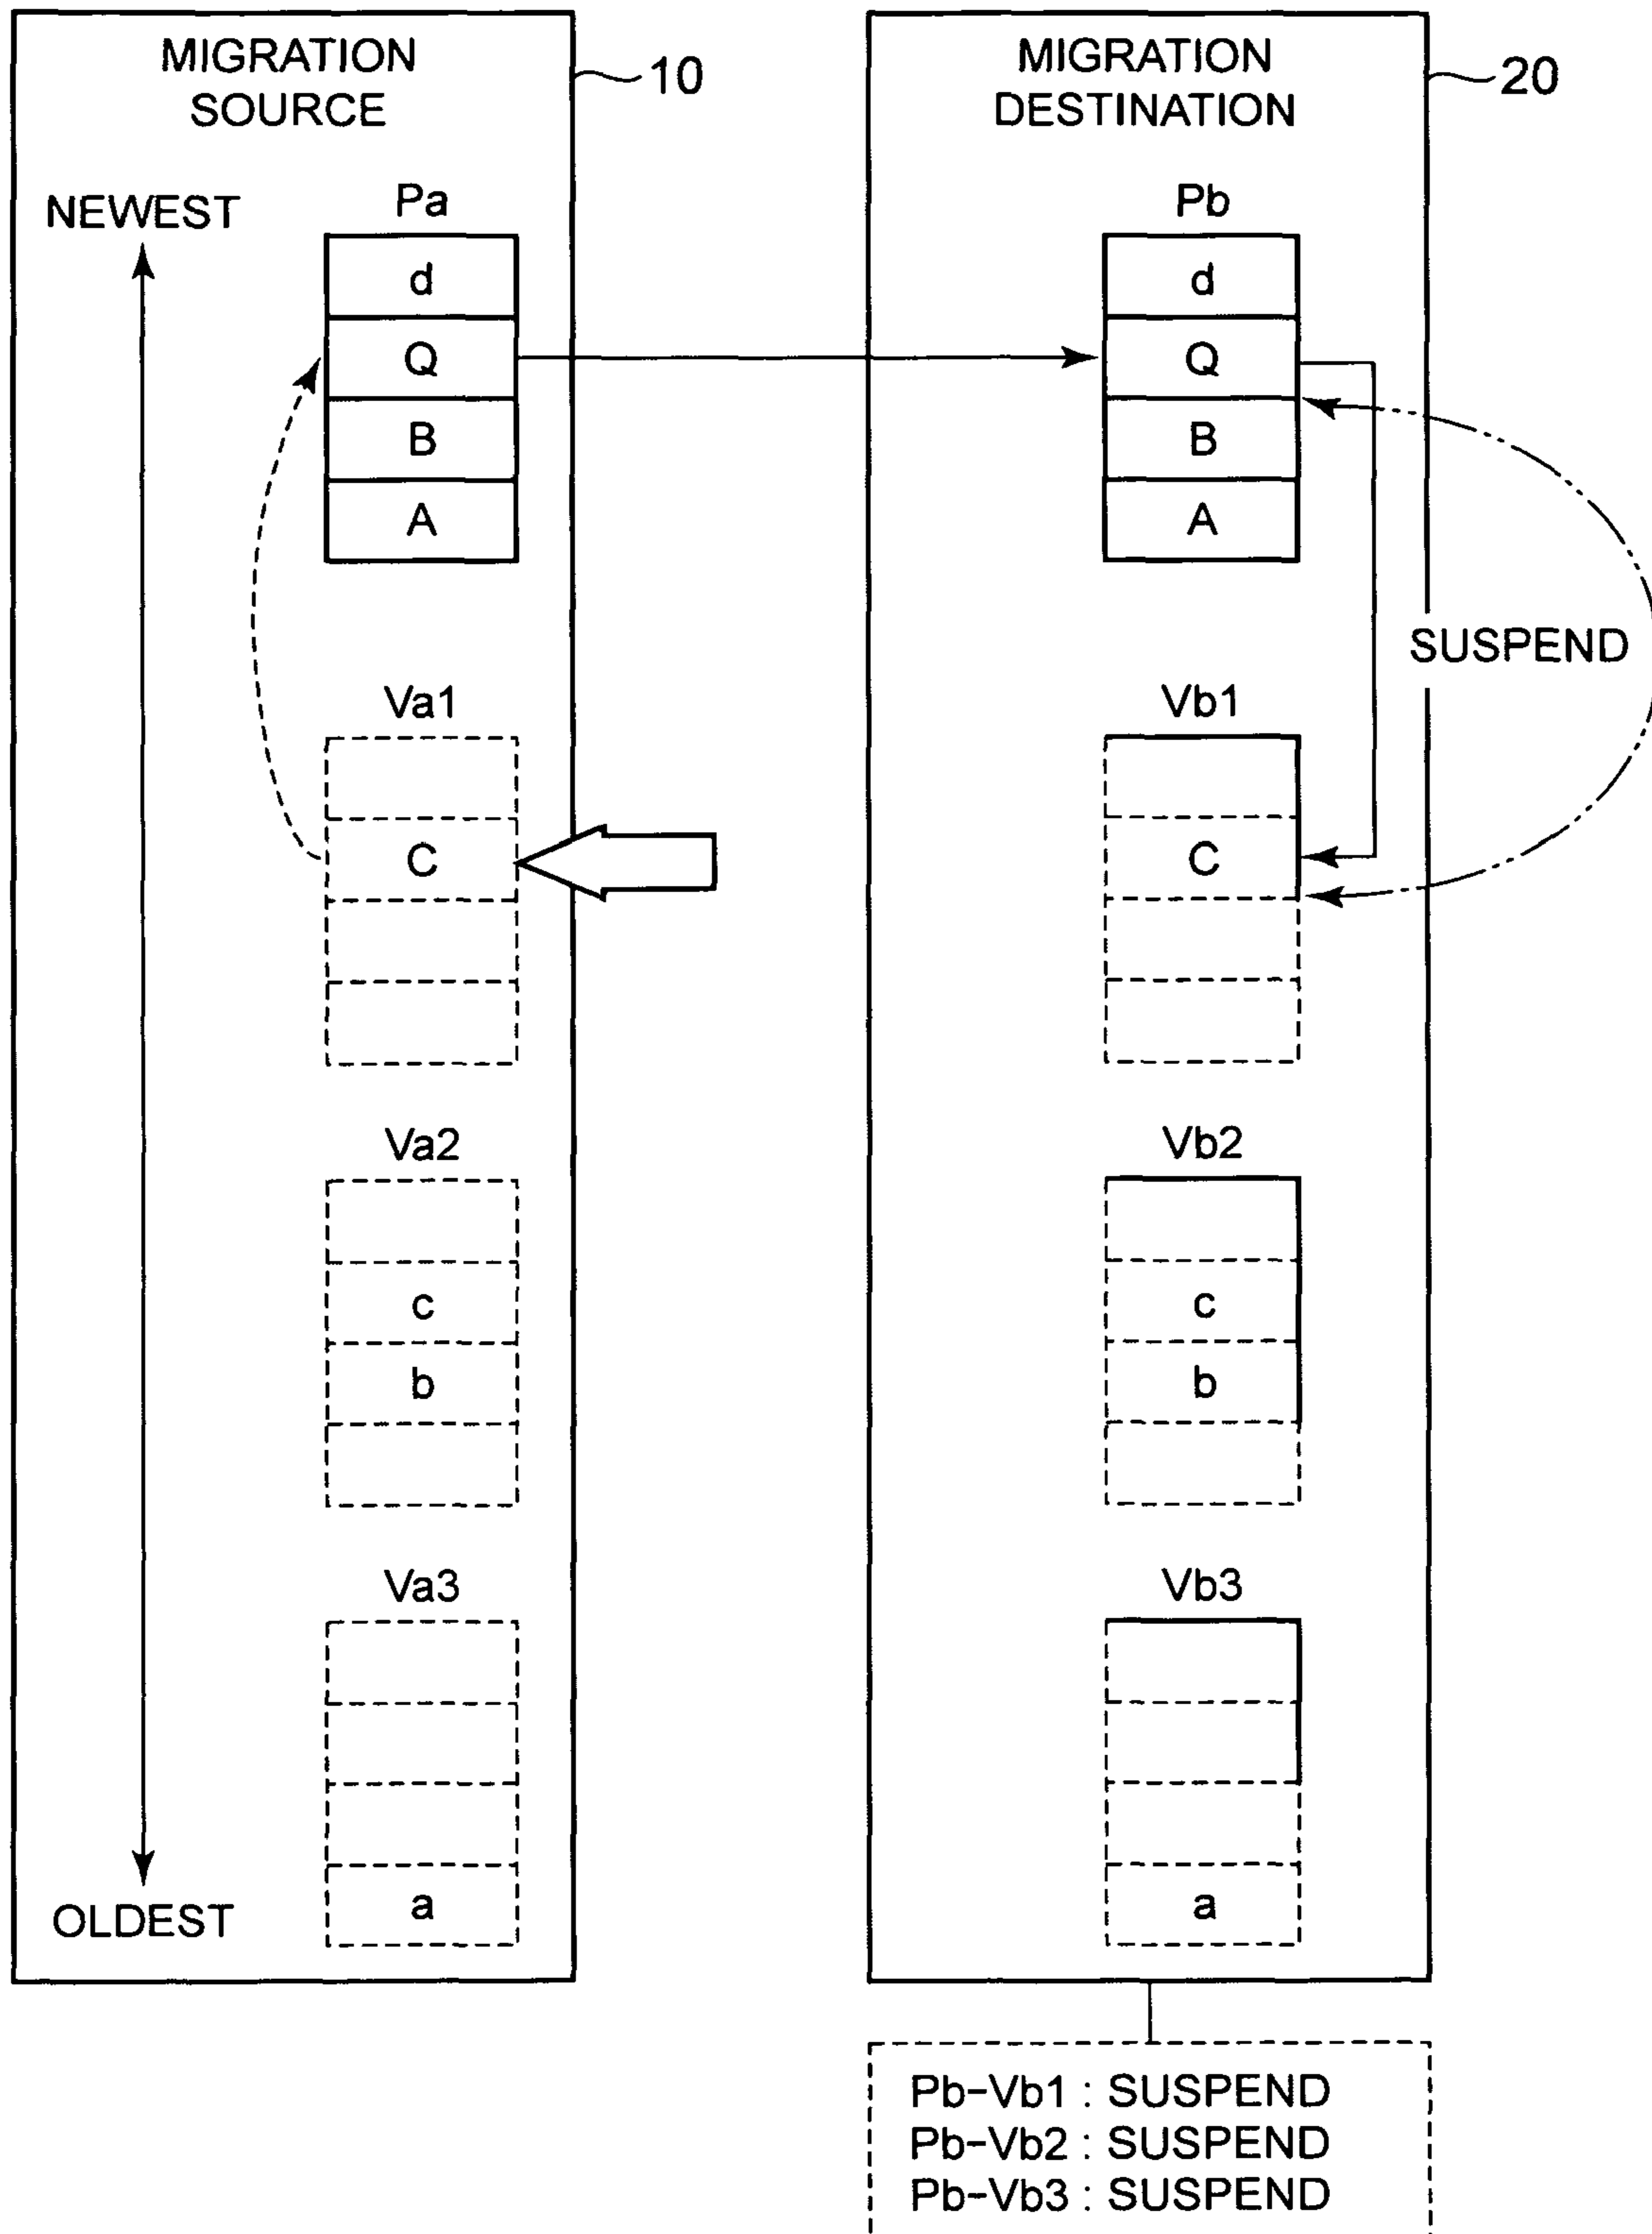 MIGRATION
SOURCE
10
NEWEST
Pa
d
Q
B
A
Va1
C
Va2
c
b
Va3
a
OLDEST
MIGRATION
DESTINATION
20
Pb
d
Q
B
A
SUSPEND
Vb1
C
Vb2
c
b
Vb3
a
Pb-Vb1 : SUSPEND
Pb-Vb2 : SUSPEND
Pb-Vb3 : SUSPEND